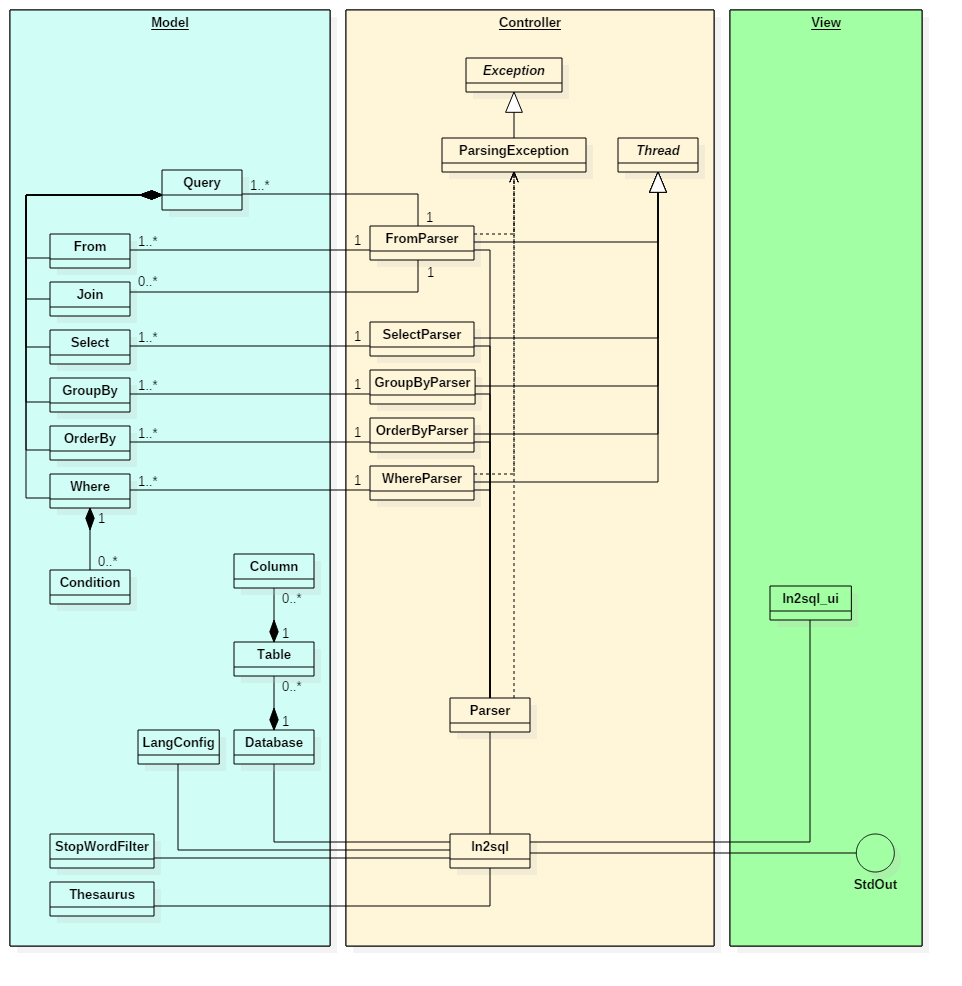 Model
Controller
View
Exception
ParsingException
Thread
Query
1..*
1
From
1..*
1
FromParser
Join
0..*
1
Select
1..*
1
SelectParser
GroupBy
1..*
1
GroupByParser
OrderBy
1..*
1
OrderByParser
Where
1..*
1
WhereParser
1
0..*
Condition
Column
0..*
1
Table
0..*
1
ln2sql_ui
Parser
LangConfig
Database
StopWordFilter
ln2sql
StdOut
Thesaurus